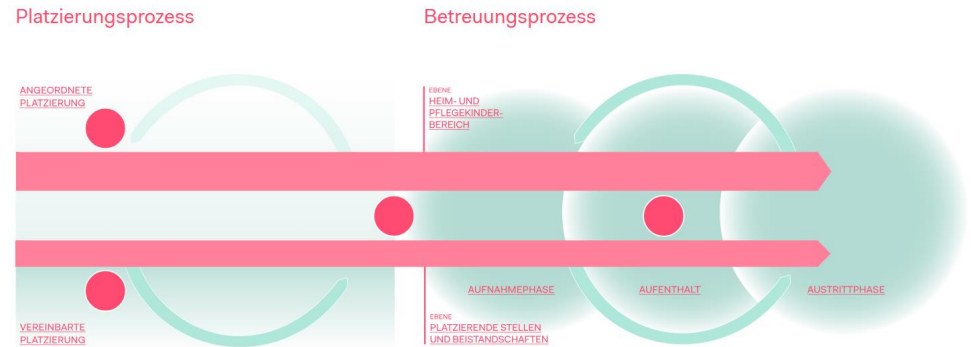 Platzierungsprozess
Betreuungsprozess
ANGEORDNETE
PLATZIERUNG
EBENE
HEIM- UND
PFLEGEKINDER-
BEREICH
AUFNAHMEPHASE
AUFENTHALT
AUSTRITTPHASE
VEREINBARTE
PLATZIERUNG
EBENE
PLATZIERENDE STELLEN
UND BEISTANDSCHAFTEN